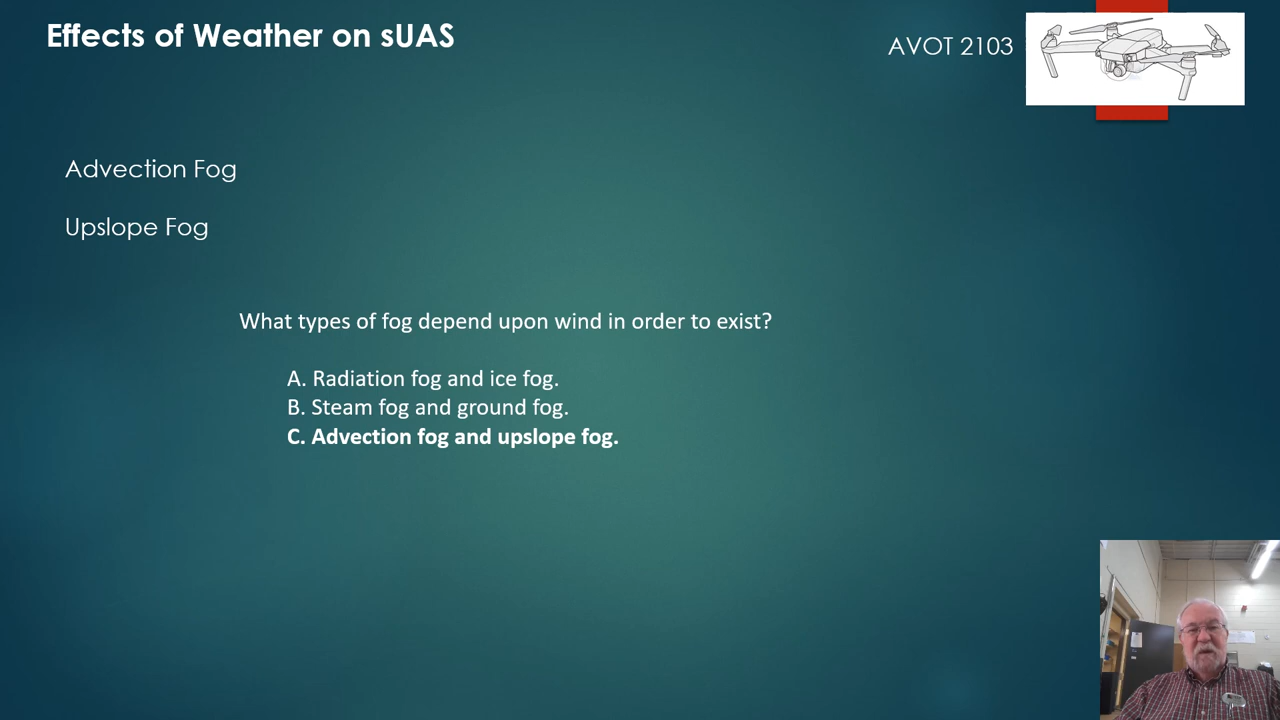 Effects of Weather on sUAS
AVOT 2103
Advection Fog
Upslope Fog
What types of fog depend upon wind in order to exist?
A. Radiation fog and ice fog.
B. Steam fog and ground fog.
C. Advection fog and upslope fog.